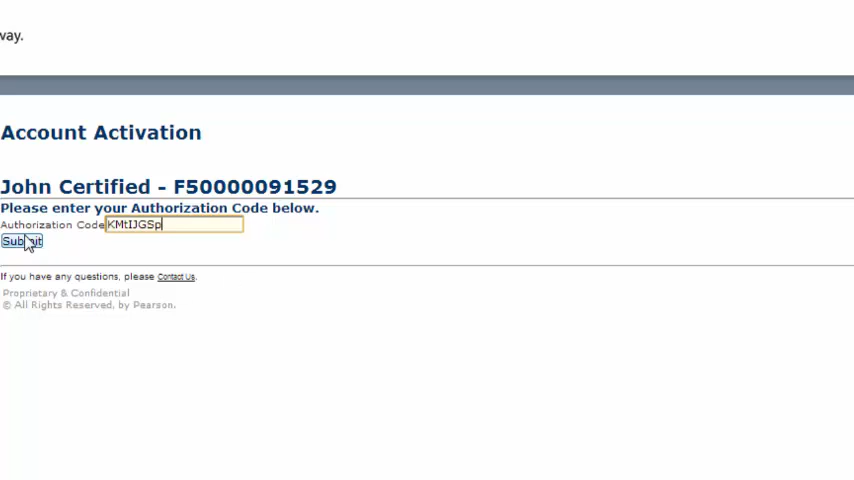 way.
Account Activation
John Certified - F50000091529
Please enter your Authorization Code below.
Authorization Code KMtIJGSp
Submit
If you have any questions, please Contact Us.
Proprietary & Confidential
© All Rights Reserved, by Pearson.